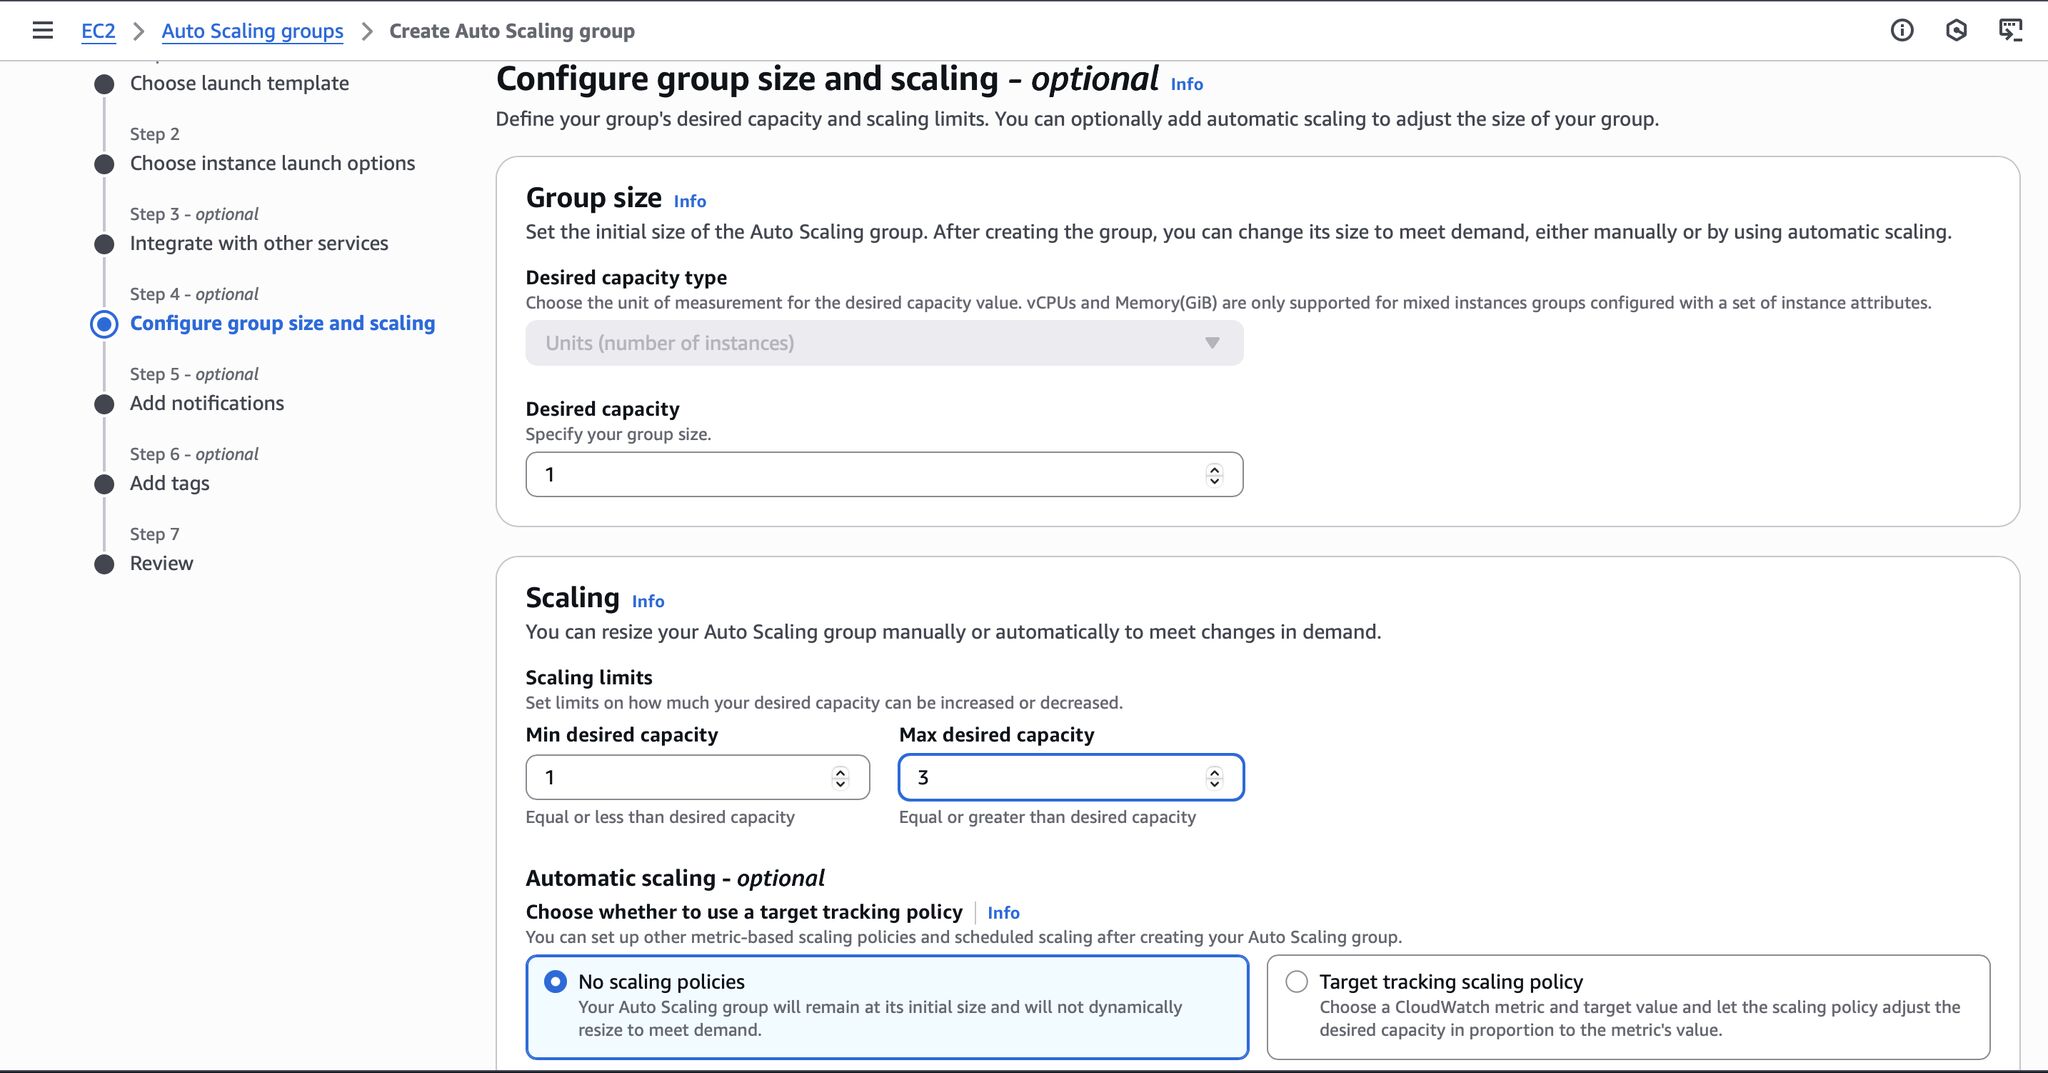 EC2 > Auto Scaling groups > Create Auto Scaling group
Choose launch template
Step 2
Choose instance launch options
Step 3 - optional
Integrate with other services
Step 4 - optional
Configure group size and scaling
Step 5 - optional
Add notifications
Step 6 - optional
Add tags
Step 7
Review
Configure group size and scaling - optional Info
Define your group's desired capacity and scaling limits. You can optionally add automatic scaling to adjust the size of your group.
Group size Info
Set the initial size of the Auto Scaling group. After creating the group, you can change its size to meet demand, either manually or by using automatic scaling.
Desired capacity type
Choose the unit of measurement for the desired capacity value. vCPUs and Memory(GiB) are only supported for mixed instances groups configured with a set of instance attributes.
Units (number of instances)
Desired capacity
Specify your group size.
1
Scaling Info
You can resize your Auto Scaling group manually or automatically to meet changes in demand.
Scaling limits
Set limits on how much your desired capacity can be increased or decreased.
Min desired capacity
1
Equal or less than desired capacity
Max desired capacity
3
Equal or greater than desired capacity
Automatic scaling - optional
Choose whether to use a target tracking policy | Info
You can set up other metric-based scaling policies and scheduled scaling after creating your Auto Scaling group.
No scaling policies
Your Auto Scaling group will remain at its initial size and will not dynamically
resize to meet demand.
Target tracking scaling policy
Choose a CloudWatch metric and target value and let the scaling policy adjust the
desired capacity in proportion to the metric's value.